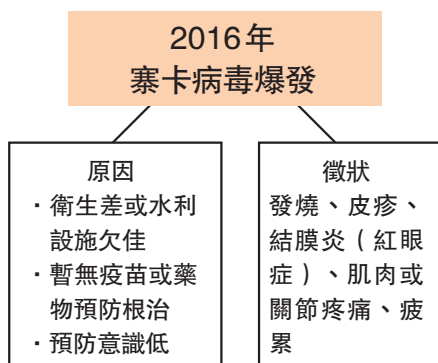 2016年
寨卡病毒爆發
原因
·衛生差或水利
設施欠佳
·暫無疫苗或藥
物預防根治
·預防意識低
徵狀
發燒、皮疹、
結膜炎（紅眼
症）、肌肉或
關節疼痛、疲
累